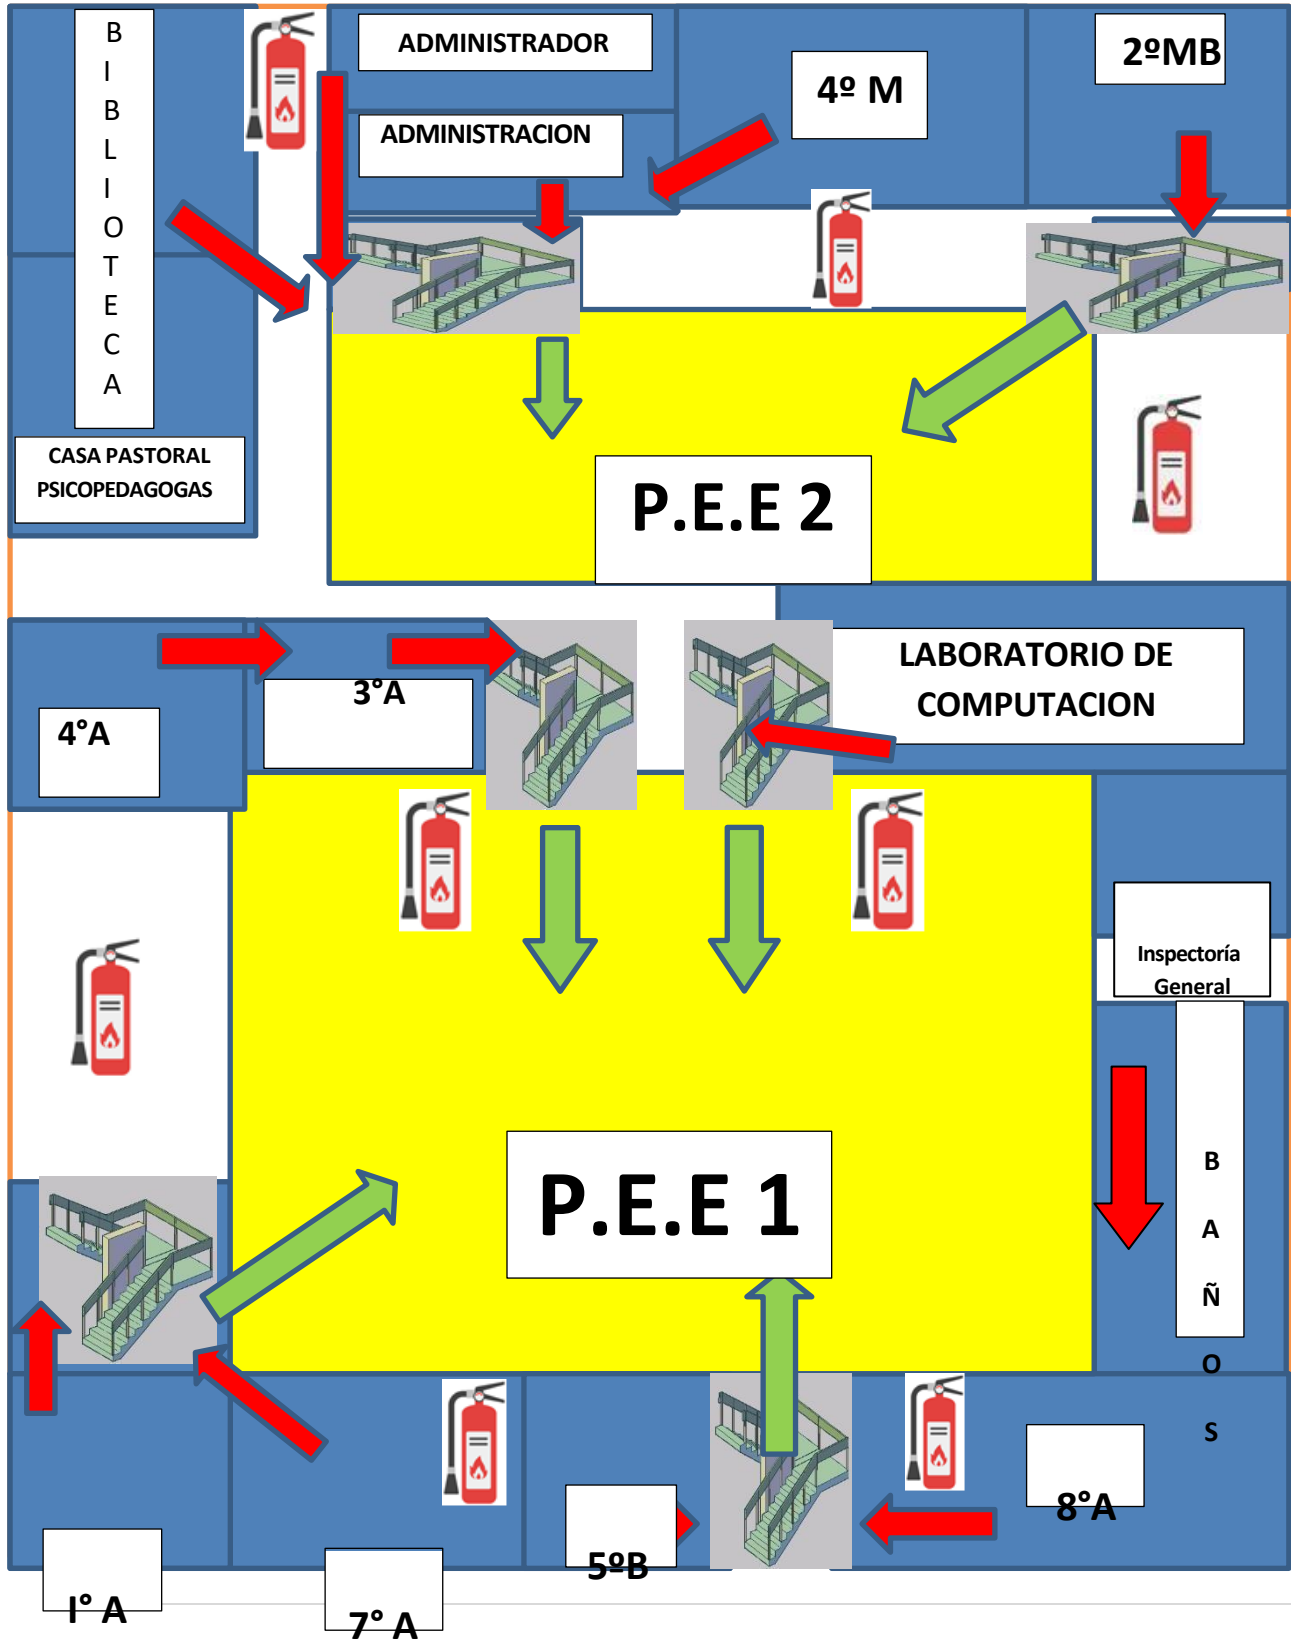 B
I
B
L
I
O
T
E
C
A
ADMINISTRADOR
ADMINISTRACION
4º M
2ºMB
CASA PASTORAL
PSICOPEDAGOGAS
P.E.E 2
4°A
3°A
LABORATORIO DE
COMPUTACION
Inspectoría
General
P.E.E 1
B
A
Ñ
O
S
I° A
7° A
5ºB
8°A